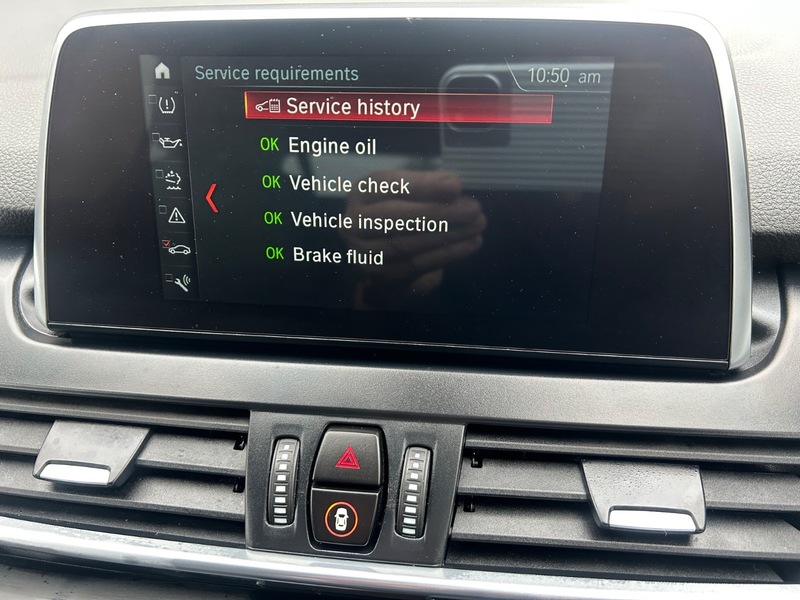 Service requirements
10:50 am
Service history
OK Engine oil
OK Vehicle check
OK Vehicle inspection
OK Brake fluid